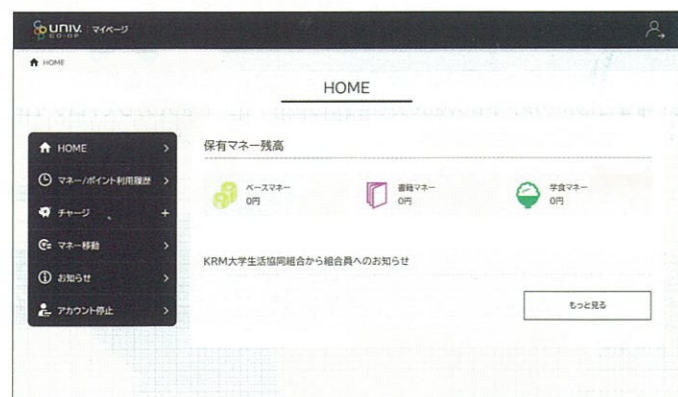 UNIV. CO-OP マイページ
HOME
HOME
HOME
マネー/ポイント利用履歴
チャージ
マネー移動
お知らせ
アカウント停止
保有マネー残高
ベースマネー
0円
書籍マネー
0円
学食マネー
0円
KRM大学生活協同組合から組合員へのお知らせ
もっと見る